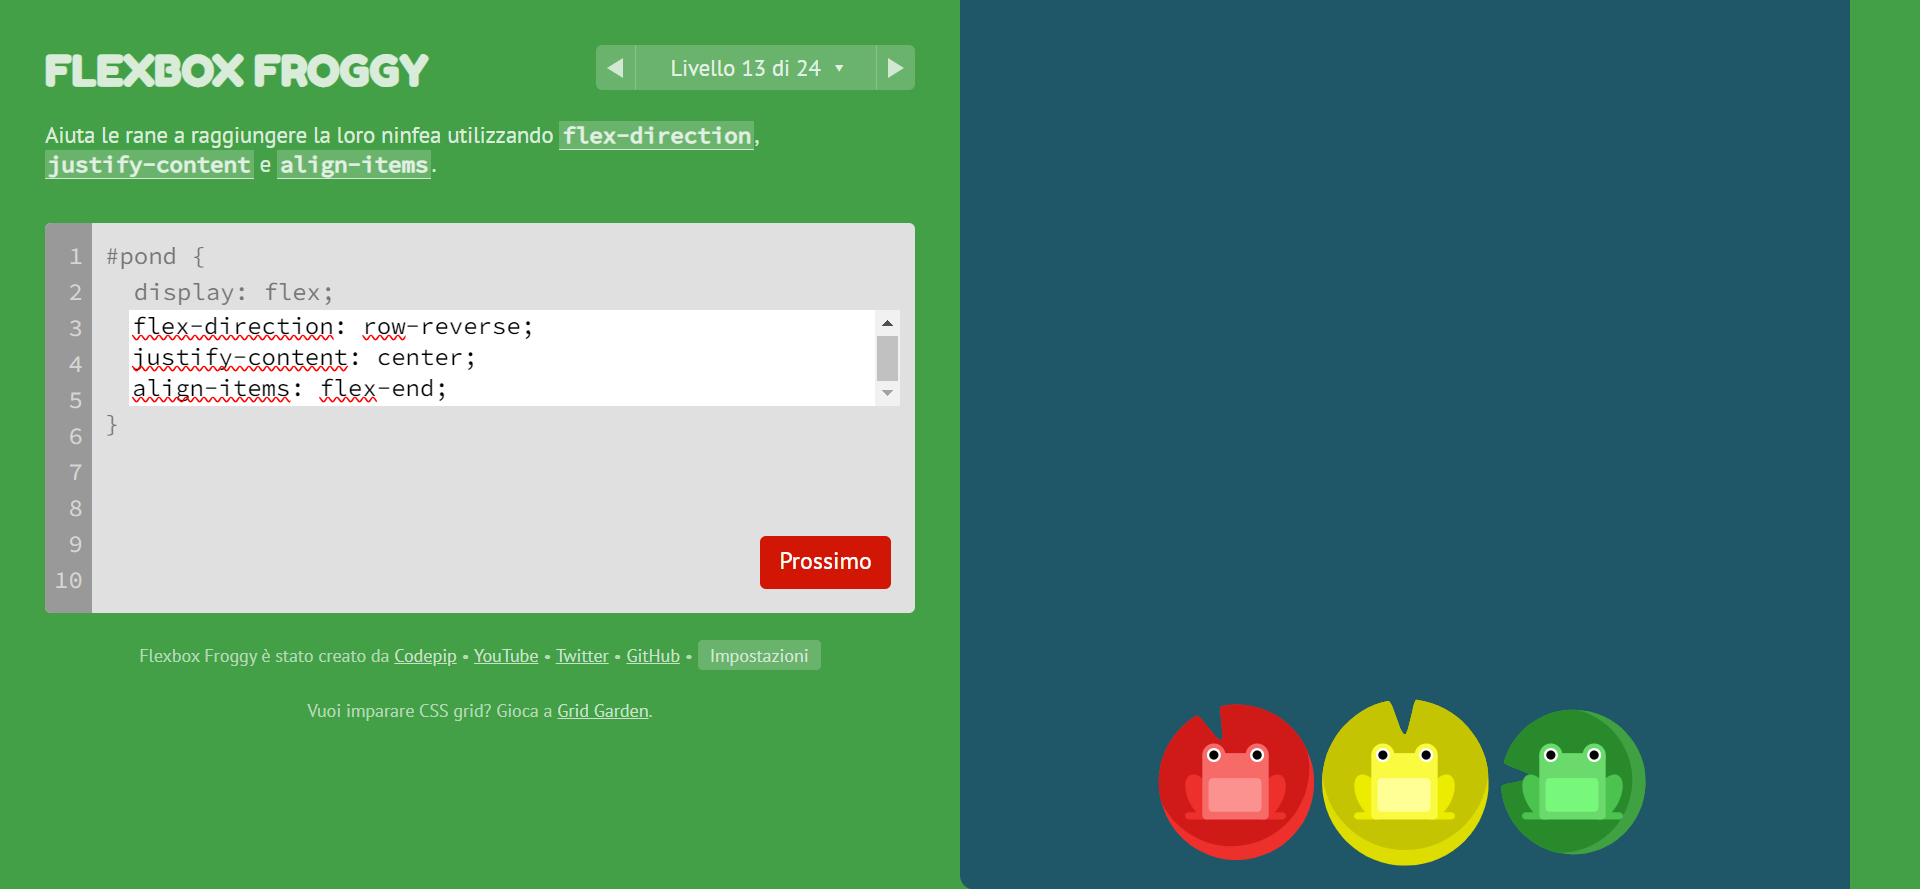 FLEXBOX FROGGY
Livello 13 di 24
Aiuta le rane a raggiungere la loro ninfea utilizzando flex-direction,
justify-content e align-items.
1 #pond {
2 display: flex;
3 flex-direction: row-reverse;
4 justify-content: center;
5 align-items: flex-end;
6 }
7
8
9
10
Prossimo
Flexbox Froggy è stato creato da Codepip • YouTube • Twitter • GitHub • Impostazioni
Vuoi imparare CSS grid? Gioca a Grid Garden.